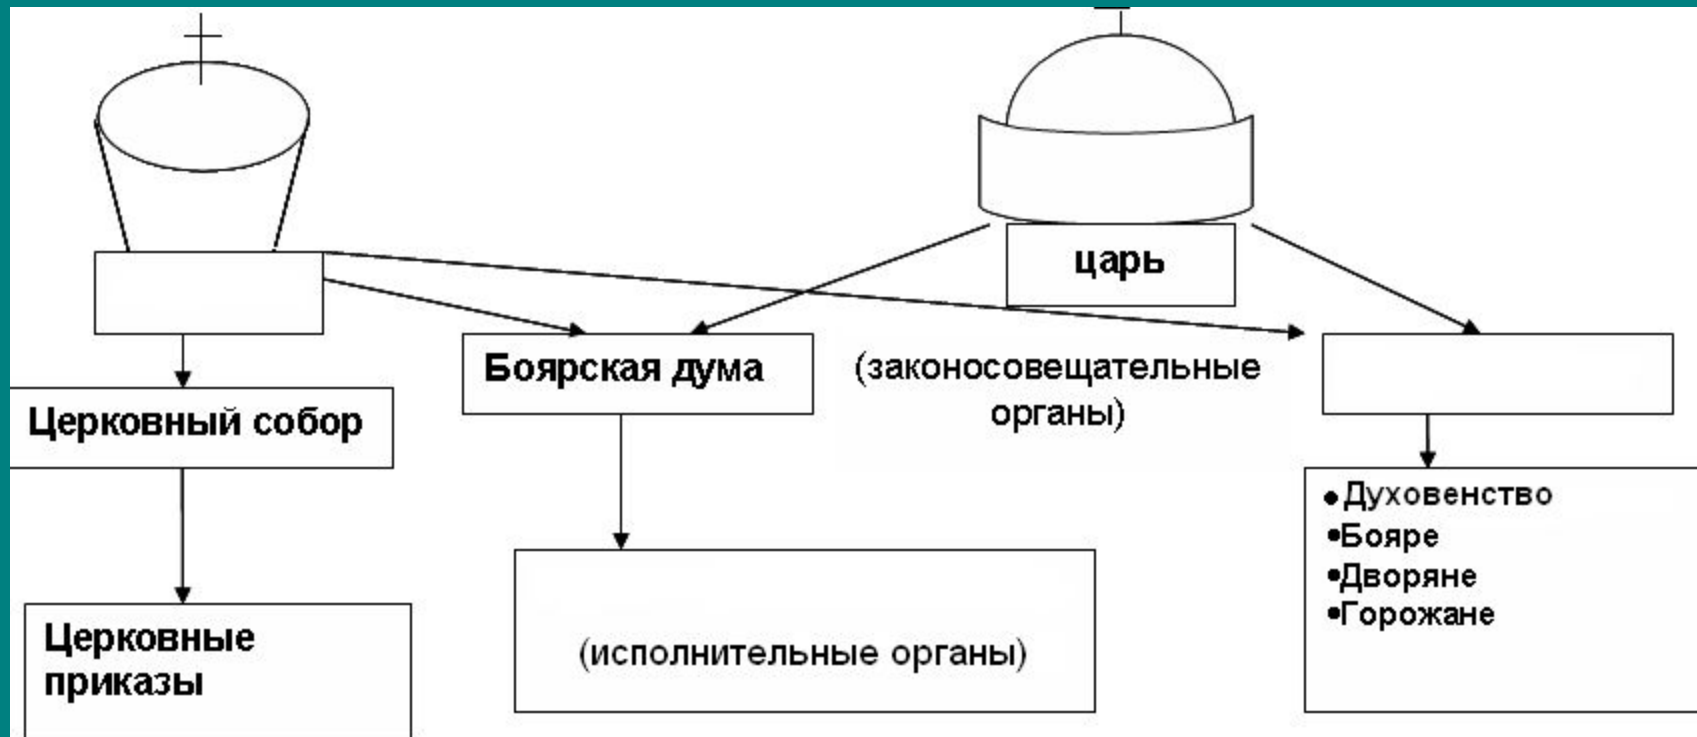 царь
Боярская дума
(законосовещательные
органы)
Церковный собор
•Духовенство
•Бояре
•Дворяне
•Горожане
Церковные
приказы
(исполнительные органы)